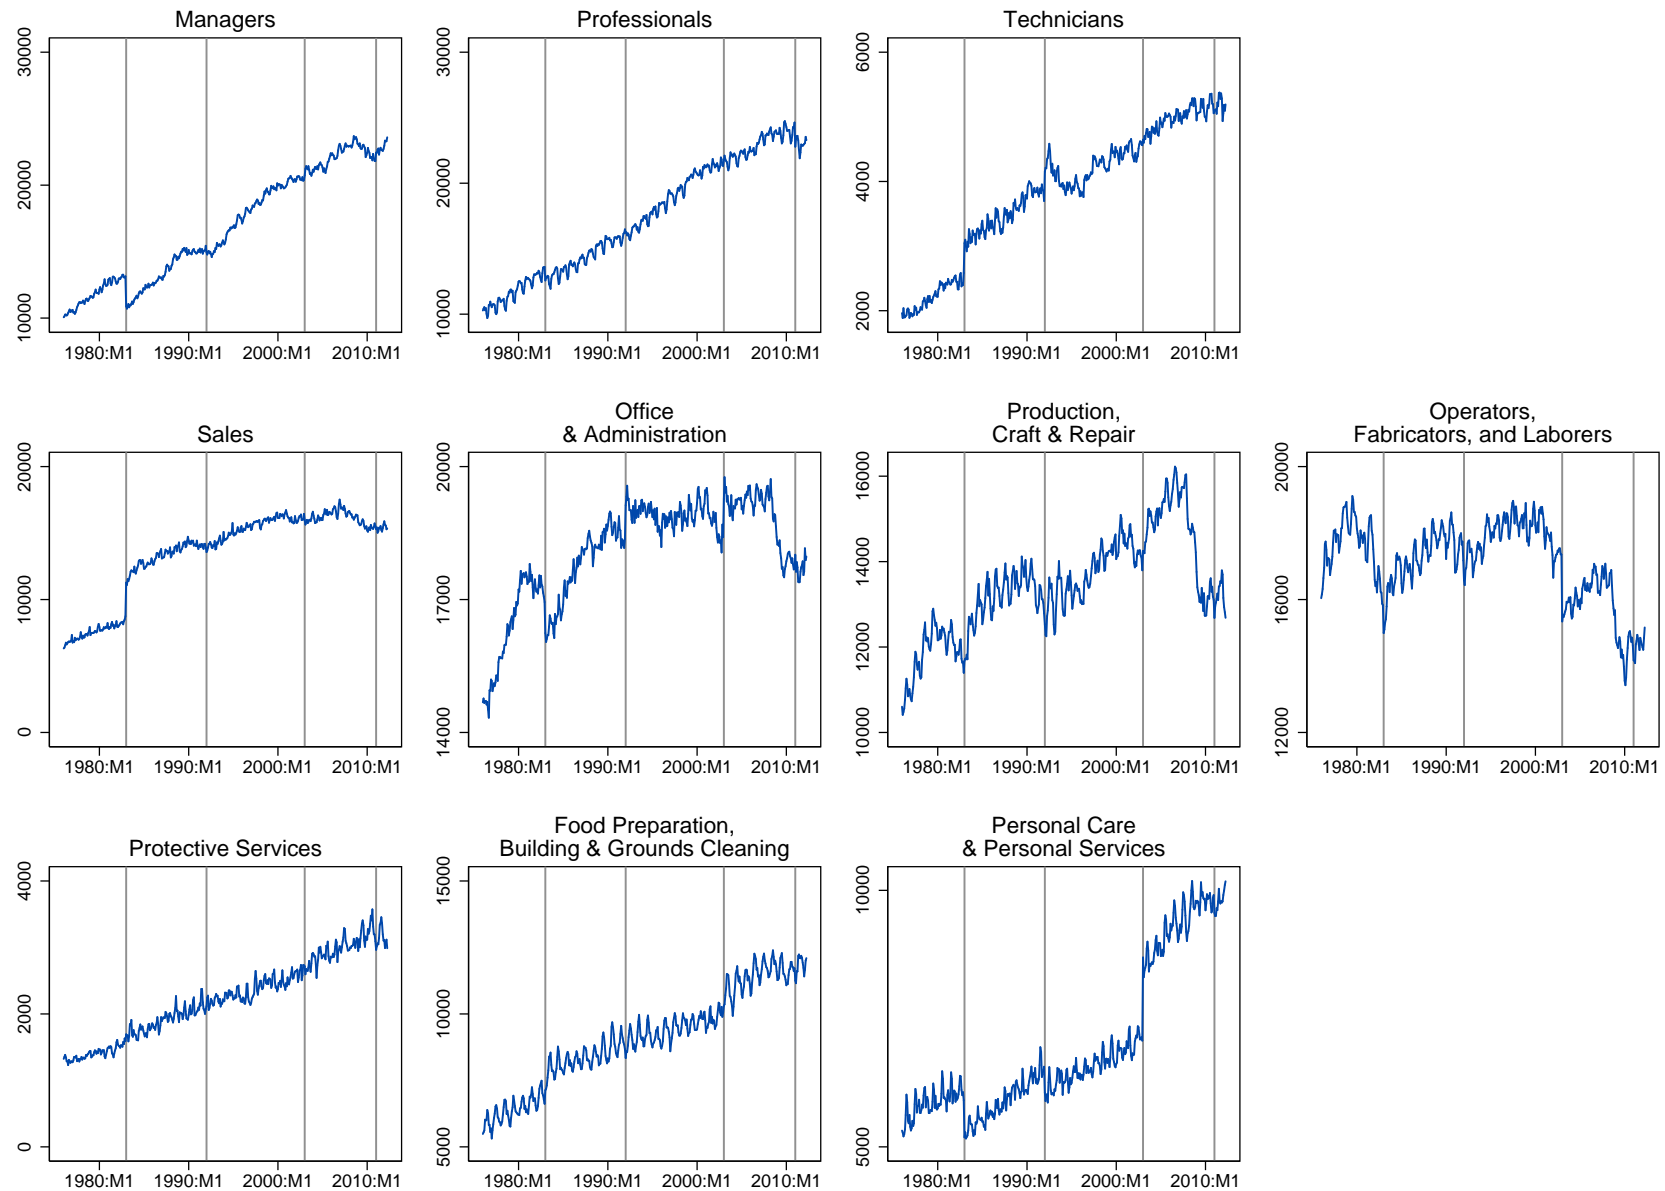 Managers
30000
20000
10000
1980:M1 1990:M1 2000:M1 2010:M1
Professionals
30000
20000
10000
1980:M1 1990:M1 2000:M1 2010:M1
Technicians
6000
4000
2000
1980:M1 1990:M1 2000:M1 2010:M1
Sales
20000
10000
0
1980:M1 1990:M1 2000:M1 2010:M1
Office
& Administration
20000
17000
14000
1980:M1 1990:M1 2000:M1 2010:M1
Production,
Craft & Repair
16000
14000
12000
10000
1980:M1 1990:M1 2000:M1 2010:M1
Operators,
Fabricators, and Laborers
20000
16000
12000
1980:M1 1990:M1 2000:M1 2010:M1
Protective Services
4000
2000
0
1980:M1 1990:M1 2000:M1 2010:M1
Food Preparation,
Building & Grounds Cleaning
15000
10000
5000
1980:M1 1990:M1 2000:M1 2010:M1
Personal Care
& Personal Services
10000
5000
1980:M1 1990:M1 2000:M1 2010:M1